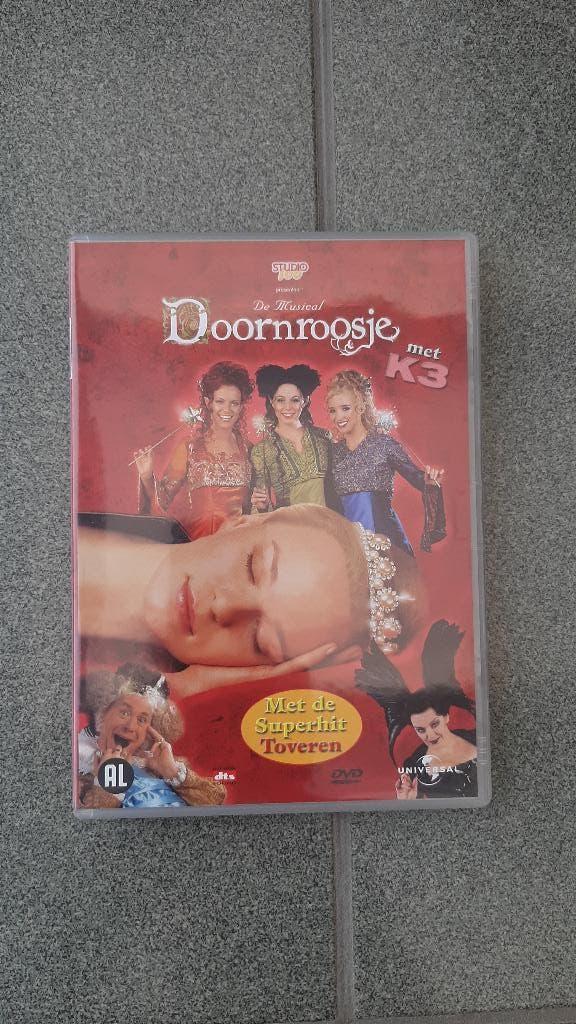 STUDIO 100
presenteert
De Musical
Doornroosje
met
K3
Met de
Superhit
Toveren
AL
dts
DVD
UNIVERSAL